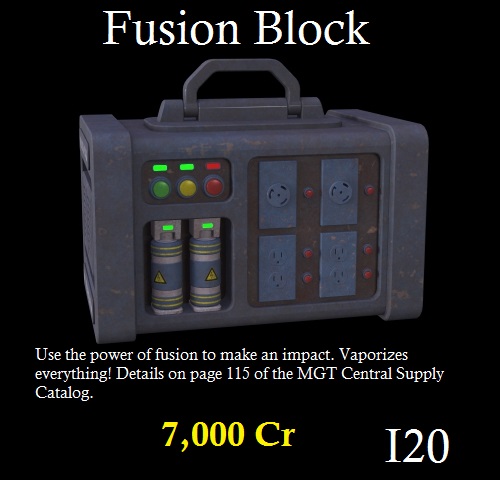 Fusion Block
Use the power of fusion to make an impact. Vaporizes
everything! Details on page 115 of the MGT Central Supply
Catalog.
7,000 Cr
I20